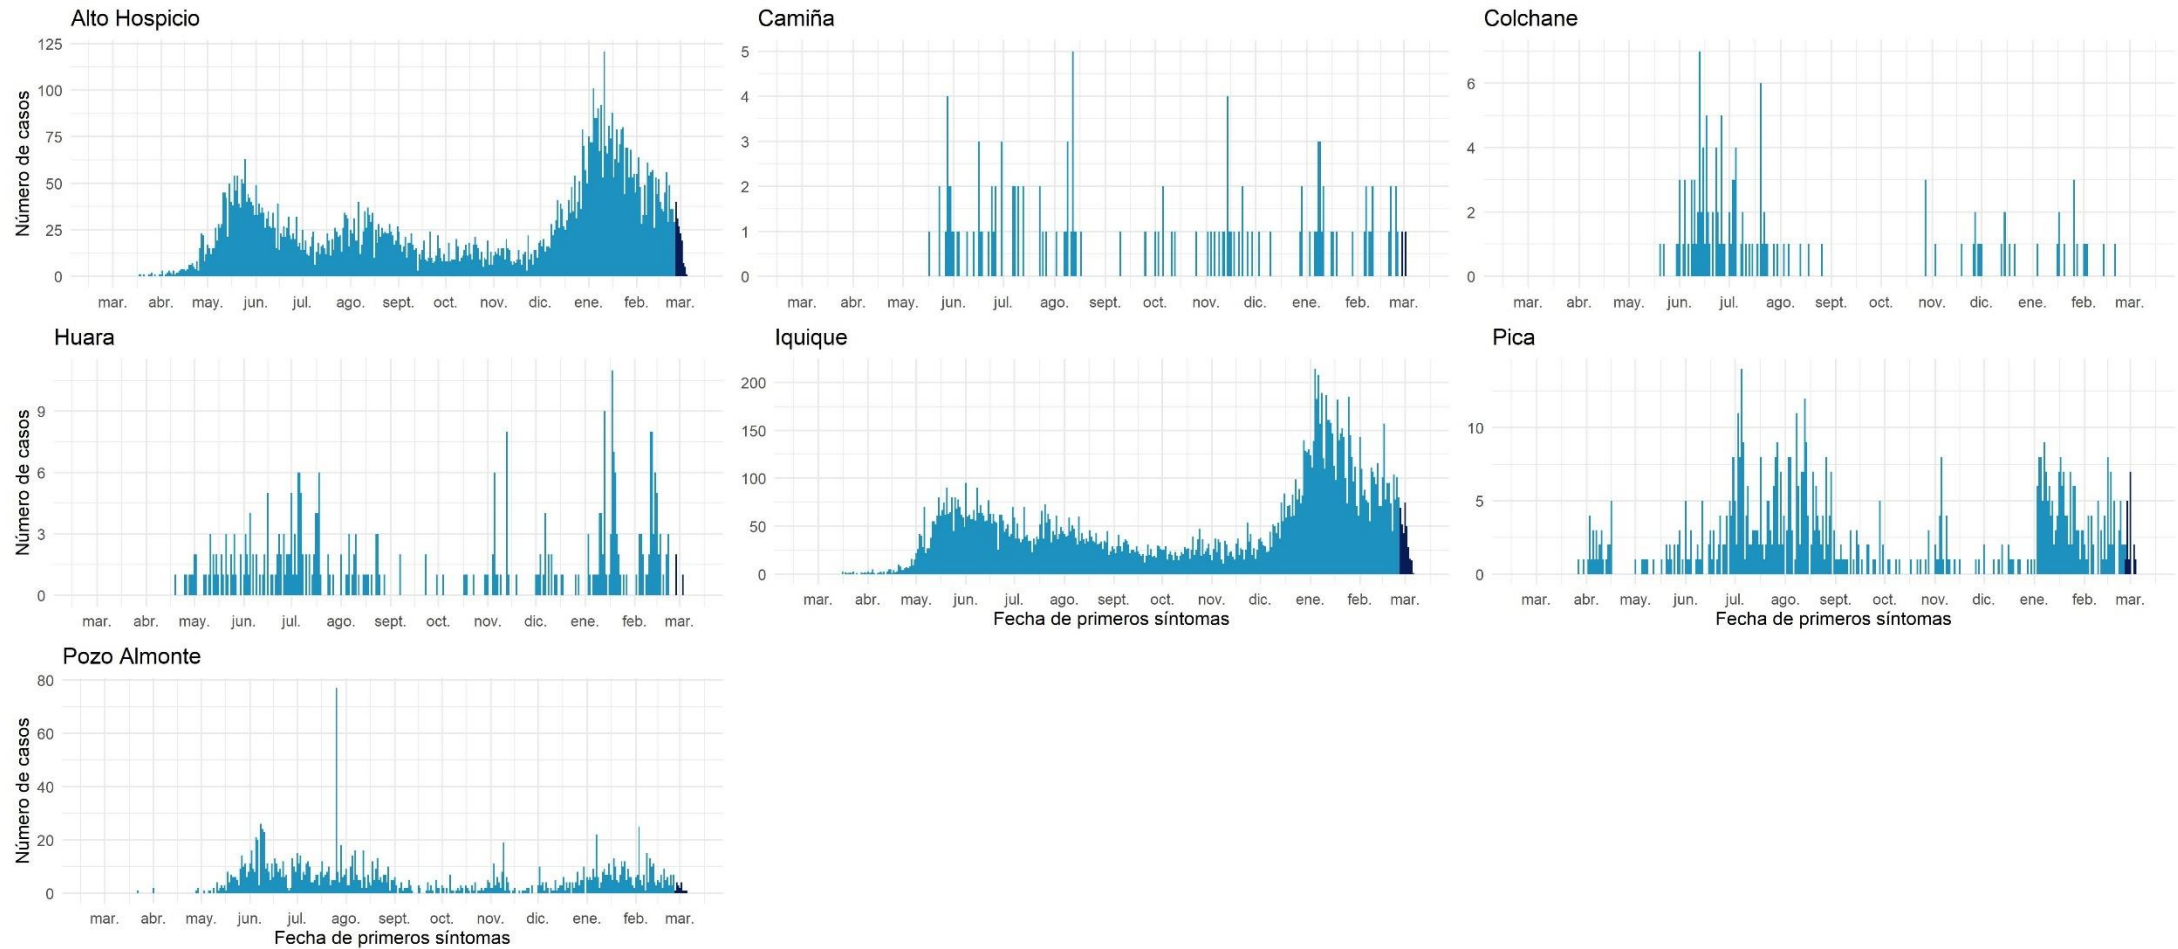 Alto Hospicio
Número de casos
125
100
75
50
25
0
mar. abr. may. jun. jul. ago. sept. oct. nov. dic. ene. feb. mar.
Camiña
5
4
3
2
1
0
mar. abr. may. jun. jul. ago. sept. oct. nov. dic. ene. feb. mar.
Colchane
6
4
2
0
mar. abr. may. jun. jul. ago. sept. oct. nov. dic. ene. feb. mar.
Huara
Número de casos
9
6
3
0
mar. abr. may. jun. jul. ago. sept. oct. nov. dic. ene. feb. mar.
Iquique
200
150
100
50
0
mar. abr. may. jun. jul. ago. sept. oct. nov. dic. ene. feb. mar.
Fecha de primeros síntomas
Pica
10
5
0
mar. abr. may. jun. jul. ago. sept. oct. nov. dic. ene. feb. mar.
Fecha de primeros síntomas
Pozo Almonte
Número de casos
80
60
40
20
0
mar. abr. may. jun. jul. ago. sept. oct. nov. dic. ene. feb. mar.
Fecha de primeros síntomas